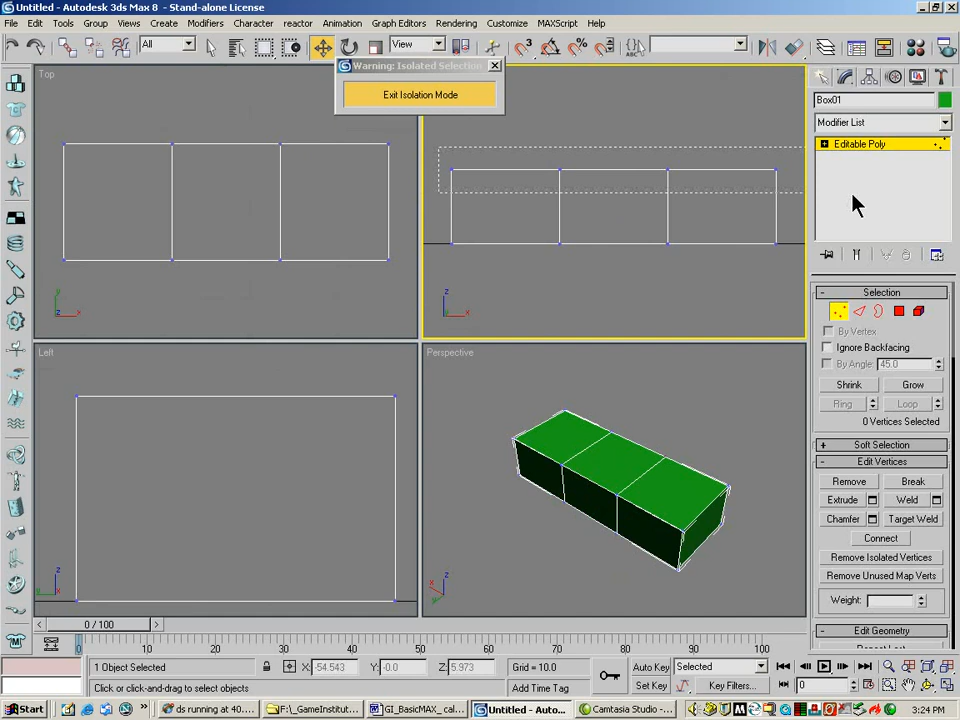 Untitled - Autodesk 3ds Max 8 - Stand-alone License
File Edit Tools Group Views Create Modifiers Character reactor Animation Graph Editors Rendering Customize MAXScript Help
All View
Warning: Isolated Selection
Exit Isolation Mode
Top
Left
Perspective
y x z
z x
z y
z x y
Box01
Modifier List
Editable Poly
Selection
By Vertex
Ignore Backfacing
By Angle: 45.0
Shrink Grow
Ring Loop
0 Vertices Selected
Soft Selection
Edit Vertices
Remove Break
Extrude Weld
Chamfer Target Weld
Connect
Remove Isolated Vertices
Remove Unused Map Verts
Weight:
Edit Geometry
0 / 100
0 10 20 30 40 50 60 70 80 90 100
1 Object Selected X: -54.543 Y: -0.0 Z: 5.973 Grid = 10.0 Auto Key Selected
Click or click-and-drag to select objects Add Time Tag Set Key Key Filters... 0
Start ds running at 40... F:\_GameInstitut... GI_BasicMAX_ cal... Untitled - Auto... Camtasia Studio - ... 3:24 PM